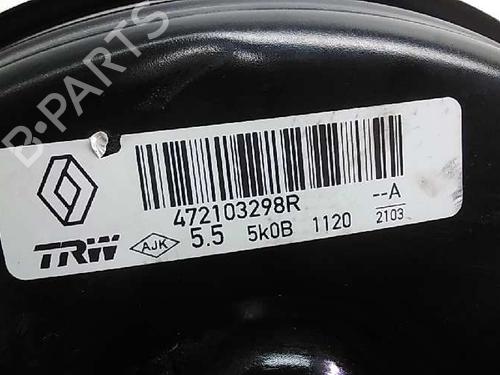 B-PARTS
472103298R
--A
2103
TRW
AJK
5.5 5k0B 1120